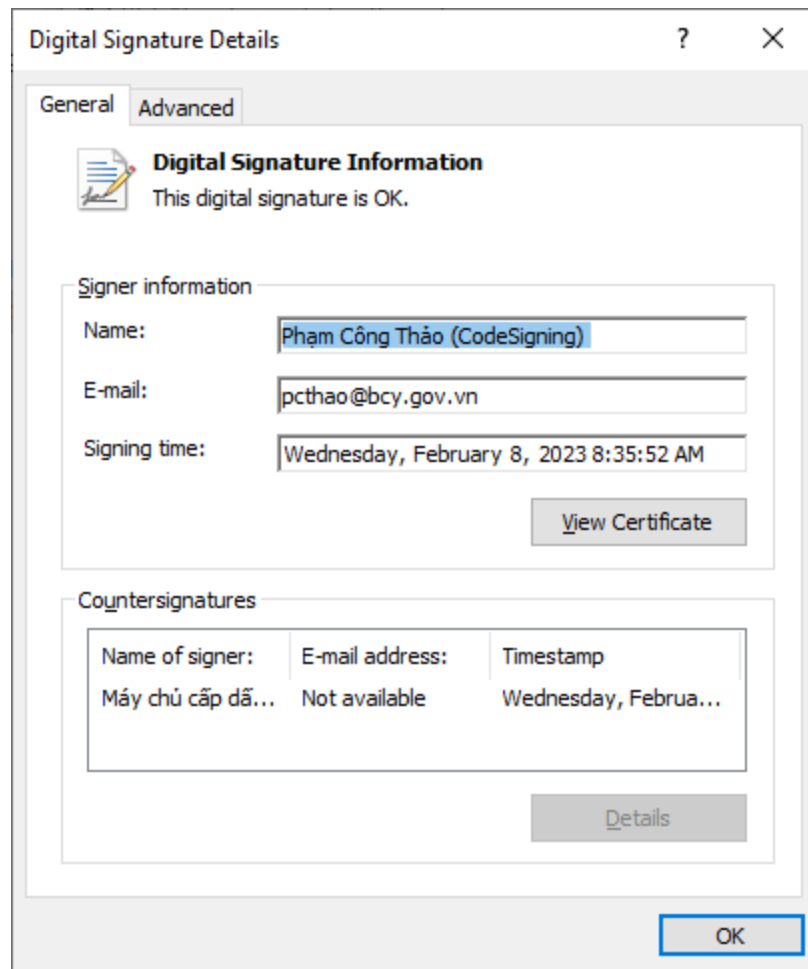 Digital Signature Details ?
General Advanced
Digital Signature Information
This digital signature is OK.
Signer information
Name: Phạm Công Thảo (CodeSigning)
E-mail: pcthao@bcy.gov.vn
Signing time: Wednesday, February 8, 2023 8:35:52 AM
View Certificate
Countersignatures
Name of signer: E-mail address: Timestamp
Máy chủ cấp dấ... Not available Wednesday, Februa...
Details
OK